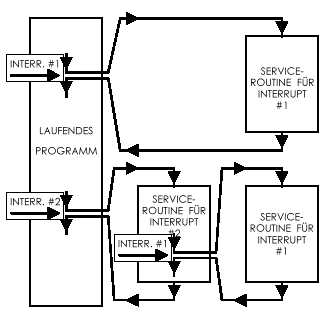 INTERR. #1
SERVICE-
ROUTINE FÜR
INTERRUPT
#1
LAUFENDES
PROGRAMM
INTERR. #2
SERVICE-
ROUTINE FÜR
INTERRUPT
#2
INTERR. #1
SERVICE-
ROUTINE FÜR
INTERRUPT
#1